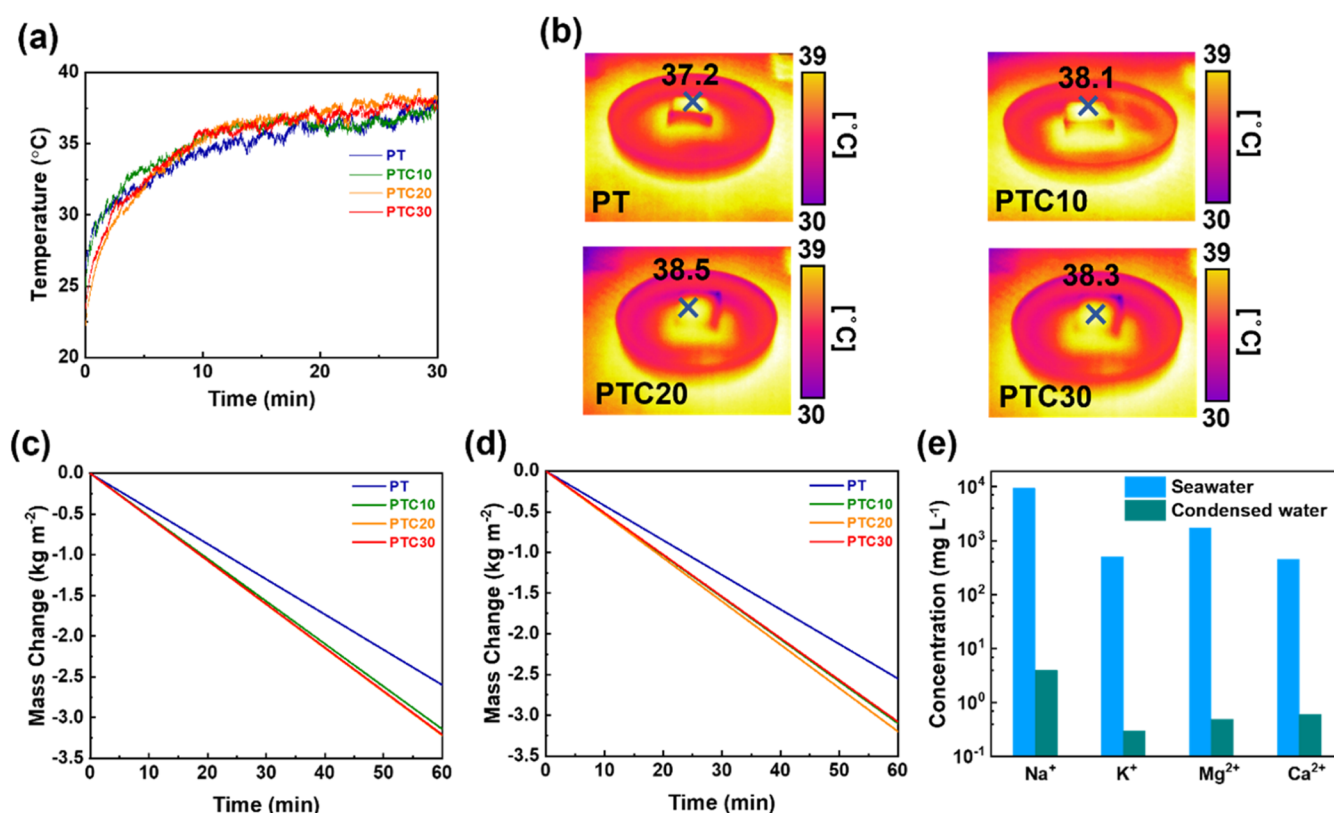 (a)
40
35
30
25
20
0
10
20
30
Temperature (°C)
Time (min)
PT
PTC10
PTC20
PTC30
(b)
37.2
PT
39
[°C]
30
38.1
PTC10
39
[°C]
30
38.5
PTC20
39
[°C]
30
38.3
PTC30
39
[°C]
30
(c)
0.0
-0.5
-1.0
-1.5
-2.0
-2.5
-3.0
-3.5
0
10
20
30
40
50
60
Mass Change (kg m⁻²)
Time (min)
PT
PTC10
PTC20
PTC30
(d)
0.0
-0.5
-1.0
-1.5
-2.0
-2.5
-3.0
-3.5
0
10
20
30
40
50
60
Mass Change (kg m⁻²)
Time (min)
PT
PTC10
PTC20
PTC30
(e)
Seawater
Condensed water
10⁴
10³
10²
10¹
10⁰
10⁻¹
Concentration (mg L⁻¹)
Na⁺
K⁺
Mg²⁺
Ca²⁺